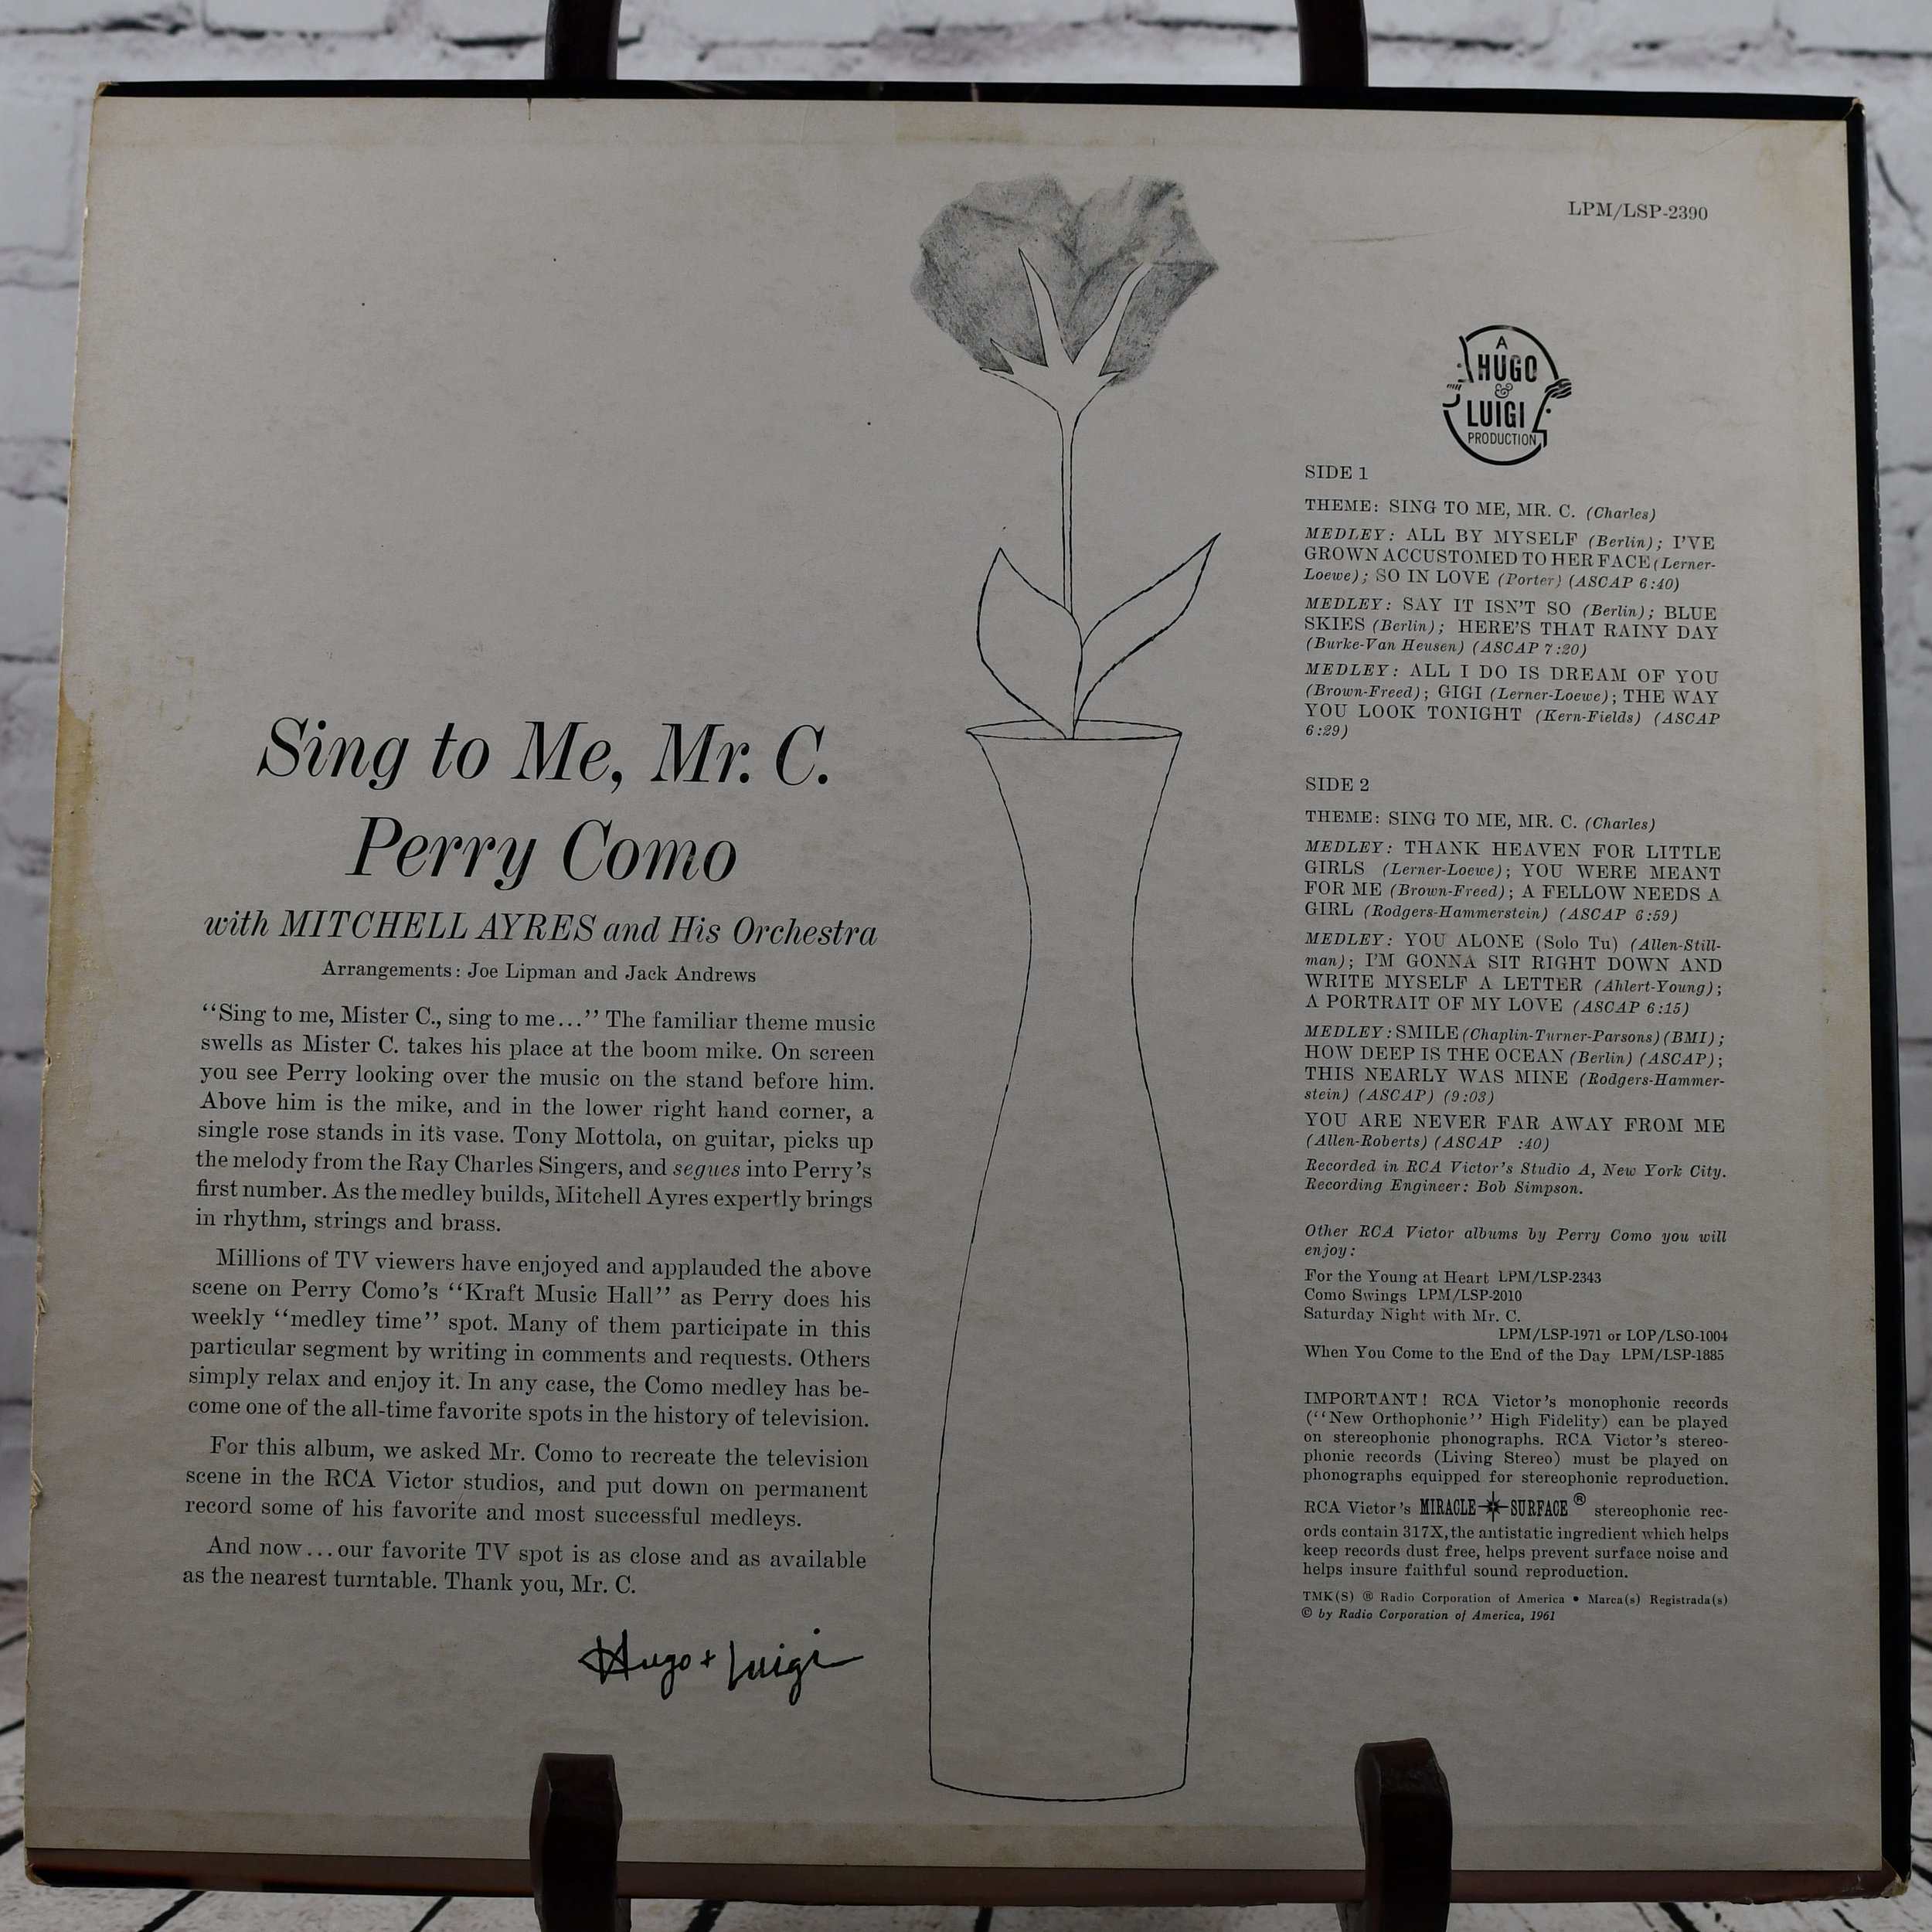 LPM/LSP-2390
A
HUGO
&
LUIGI
PRODUCTION
Sing to Me, Mr. C.
Perry Como
with MITCHELL AYRES and His Orchestra
Arrangements: Joe Lipman and Jack Andrews
“Sing to me, Mister C., sing to me...” The familiar theme music
swells as Mister C. takes his place at the boom mike. On screen
you see Perry looking over the music on the stand before him.
Above him is the mike, and in the lower right hand corner, a
single rose stands in it's vase. Tony Mottola, on guitar, picks up
the melody from the Ray Charles Singers, and segues into Perry's
first number. As the medley builds, Mitchell Ayres expertly brings
in rhythm, strings and brass.
Millions of TV viewers have enjoyed and applauded the above
scene on Perry Como's “Kraft Music Hall” as Perry does his
weekly “medley time” spot. Many of them participate in this
particular segment by writing in comments and requests. Others
simply relax and enjoy it. In any case, the Como medley has be-
come one of the all-time favorite spots in the history of television.
For this album, we asked Mr. Como to recreate the television
scene in the RCA Victor studios, and put down on permanent
record some of his favorite and most successful medleys.
And now...our favorite TV spot is as close and as available
as the nearest turntable. Thank you, Mr. C.
Hugo + Luigi
SIDE 1
THEME: SING TO ME, MR. C. (Charles)
MEDLEY: ALL BY MYSELF (Berlin); I'VE
GROWN ACCUSTOMED TO HER FACE (Lerner-
Loewe); SO IN LOVE (Porter) (ASCAP 6:40)
MEDLEY: SAY IT ISN'T SO (Berlin); BLUE
SKIES (Berlin); HERE'S THAT RAINY DAY
(Burke-Van Heusen) (ASCAP 7:20)
MEDLEY: ALL I DO IS DREAM OF YOU
(Brown-Freed); GIGI (Lerner-Loewe); THE WAY
YOU LOOK TONIGHT (Kern-Fields) (ASCAP
6:29)
SIDE 2
THEME: SING TO ME, MR. C. (Charles)
MEDLEY: THANK HEAVEN FOR LITTLE
GIRLS (Lerner-Loewe); YOU WERE MEANT
FOR ME (Brown-Freed); A FELLOW NEEDS A
GIRL (Rodgers-Hammerstein) (ASCAP 6:59)
MEDLEY: YOU ALONE (Solo Tu) (Allen-Still-
man); I'M GONNA SIT RIGHT DOWN AND
WRITE MYSELF A LETTER (Ahlert-Young);
A PORTRAIT OF MY LOVE (ASCAP 6:15)
MEDLEY: SMILE (Chaplin-Turner-Parsons) (BMI);
HOW DEEP IS THE OCEAN (Berlin) (ASCAP);
THIS NEARLY WAS MINE (Rodgers-Hammer-
stein) (ASCAP) (9:03)
YOU ARE NEVER FAR AWAY FROM ME
(Allen-Roberts) (ASCAP :40)
Recorded in RCA Victor's Studio A, New York City.
Recording Engineer: Bob Simpson.
Other RCA Victor albums by Perry Como you will
enjoy:
For the Young at Heart LPM/LSP-2343
Como Swings LPM/LSP-2010
Saturday Night with Mr. C.
LPM/LSP-1971 or LOP/LSO-1004
When You Come to the End of the Day LPM/LSP-1885
IMPORTANT! RCA Victor's monophonic records
(“New Orthophonic” High Fidelity) can be played
on stereophonic phonographs. RCA Victor's stereo-
phonic records (Living Stereo) must be played on
phonographs equipped for stereophonic reproduction.
RCA Victor's MIRACLE SURFACE ® stereophonic rec-
ords contain 317X, the antistatic ingredient which helps
keep records dust free, helps prevent surface noise and
helps insure faithful sound reproduction.
TMK(S) ® Radio Corporation of America • Marca(s) Registrada(s)
© by Radio Corporation of America, 1961